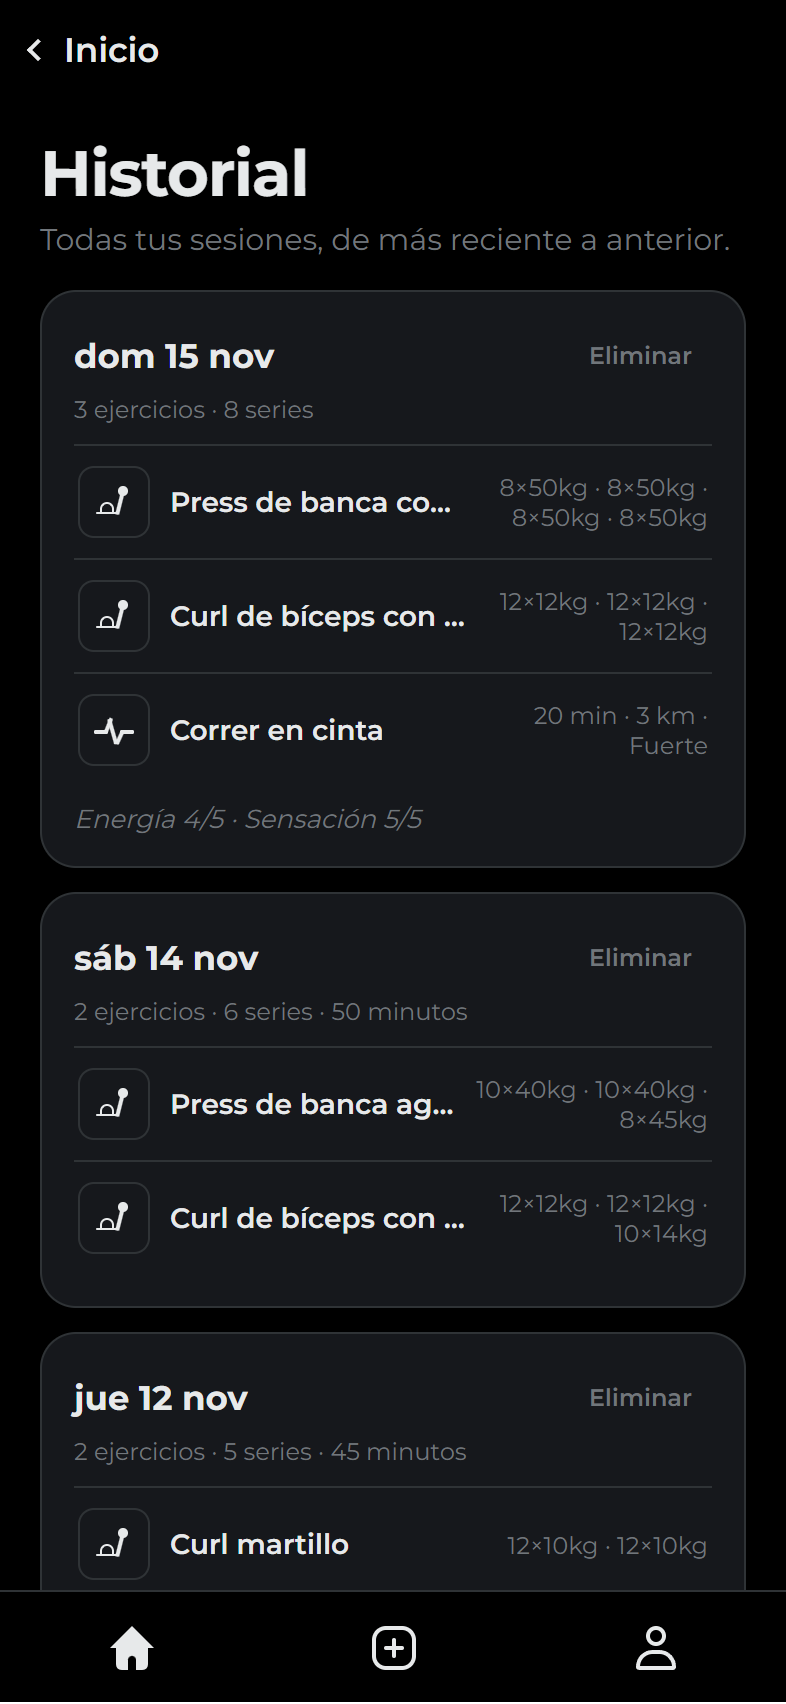 Inicio
Historial
Todas tus sesiones, de más reciente a anterior.
dom 15 nov
Eliminar
3 ejercicios · 8 series
Press de banca co...
8×50kg · 8×50kg ·
8×50kg · 8×50kg
Curl de bíceps con ...
12×12kg · 12×12kg ·
12×12kg
Correr en cinta
20 min · 3 km ·
Fuerte
Energía 4/5 · Sensación 5/5
sáb 14 nov
Eliminar
2 ejercicios · 6 series · 50 minutos
Press de banca ag...
10×40kg · 10×40kg ·
8×45kg
Curl de bíceps con ...
12×12kg · 12×12kg ·
10×14kg
jue 12 nov
Eliminar
2 ejercicios · 5 series · 45 minutos
Curl martillo
12×10kg · 12×10kg